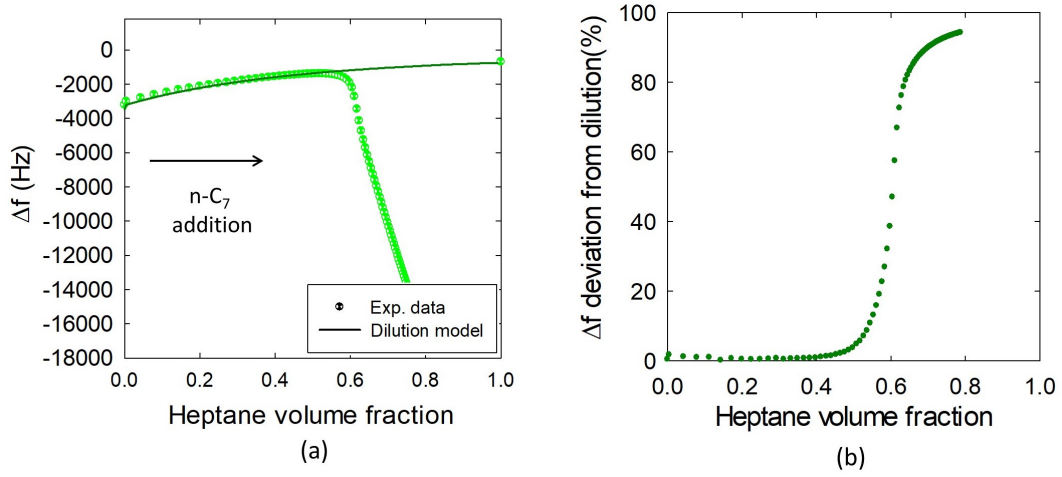 0
-2000
-4000
-6000
-8000
-10000
-12000
-14000
-16000
-18000
Δf (Hz)
n-C7
addition
Exp. data
Dilution model
0.0 0.2 0.4 0.6 0.8 1.0
Heptane volume fraction
(a)
100
80
60
40
20
0
Δf deviation from dilution(%)
0.0 0.2 0.4 0.6 0.8 1.0
Heptane volume fraction
(b)